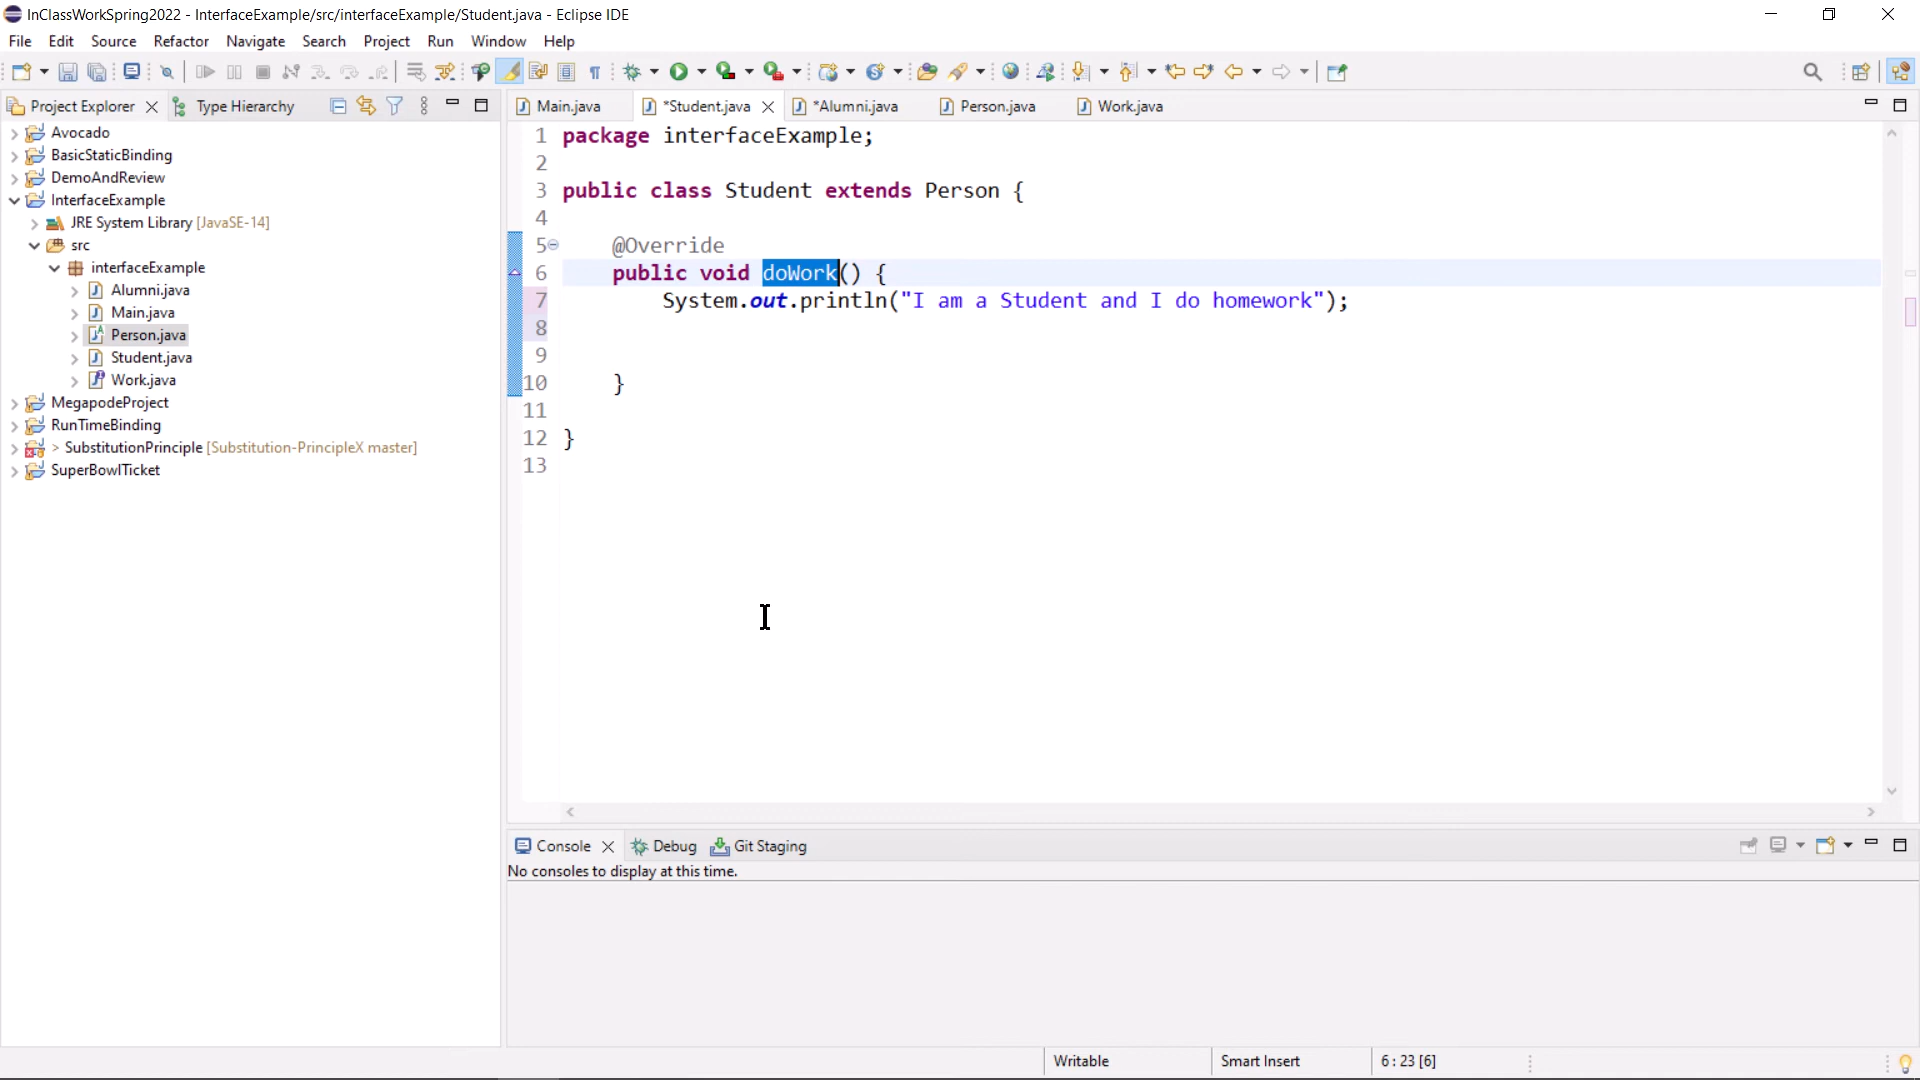 InClassWorkSpring2022 - InterfaceExample/src/interfaceExample/Student.java - Eclipse IDE
File Edit Source Refactor Navigate Search Project Run Window Help
Project Explorer Type Hierarchy
Main.java *Student.java *Alumni.java Person.java Work.java
Avocado
BasicStaticBinding
DemoAndReview
InterfaceExample
JRE System Library [JavaSE-14]
src
interfaceExample
Alumni.java
Main.java
Person.java
Student.java
Work.java
MegapodeProject
RunTimeBinding
> SubstitutionPrinciple [Substitution-PrincipleX master]
SuperBowlTicket
1 package interfaceExample;
2
3 public class Student extends Person {
4
5 @Override
6 public void doWork() {
7 System.out.println("I am a Student and I do homework");
8
9
10 }
11
12 }
13
Console Debug Git Staging
No consoles to display at this time.
Writable Smart Insert 6 : 23 [6]